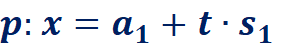 p: x = a₁ + t · s₁